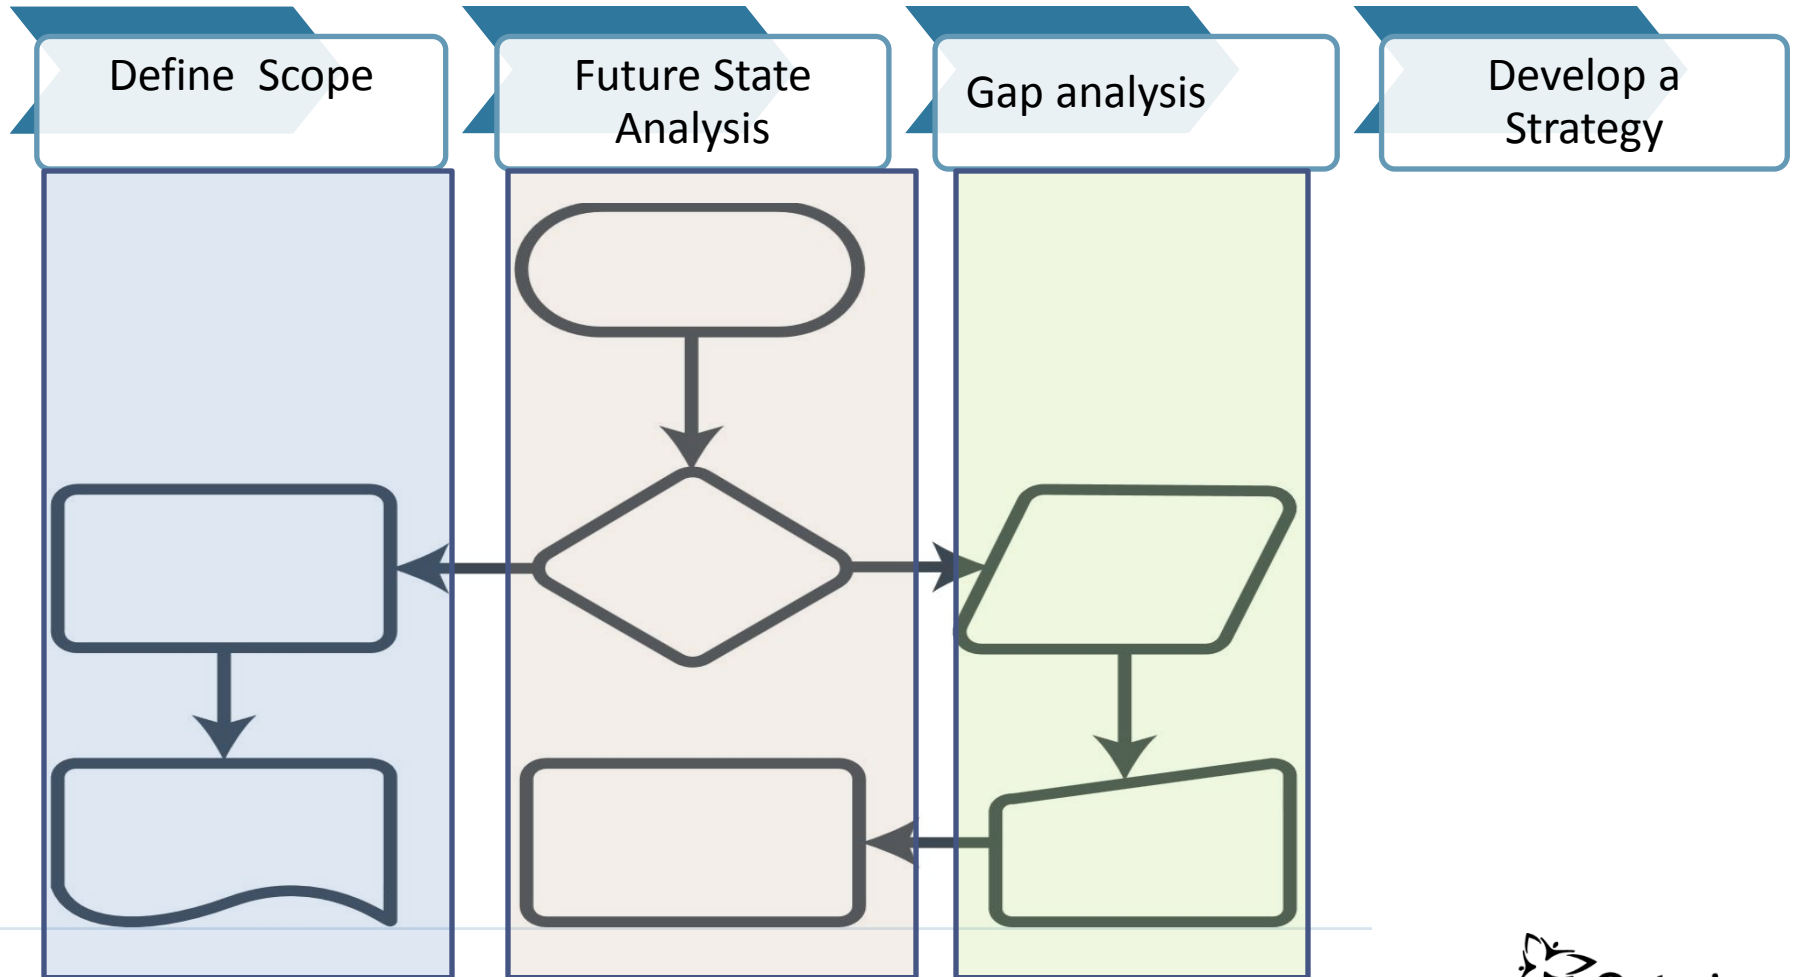 Define  Scope
Future State
Analysis
Gap analysis
Develop a
Strategy